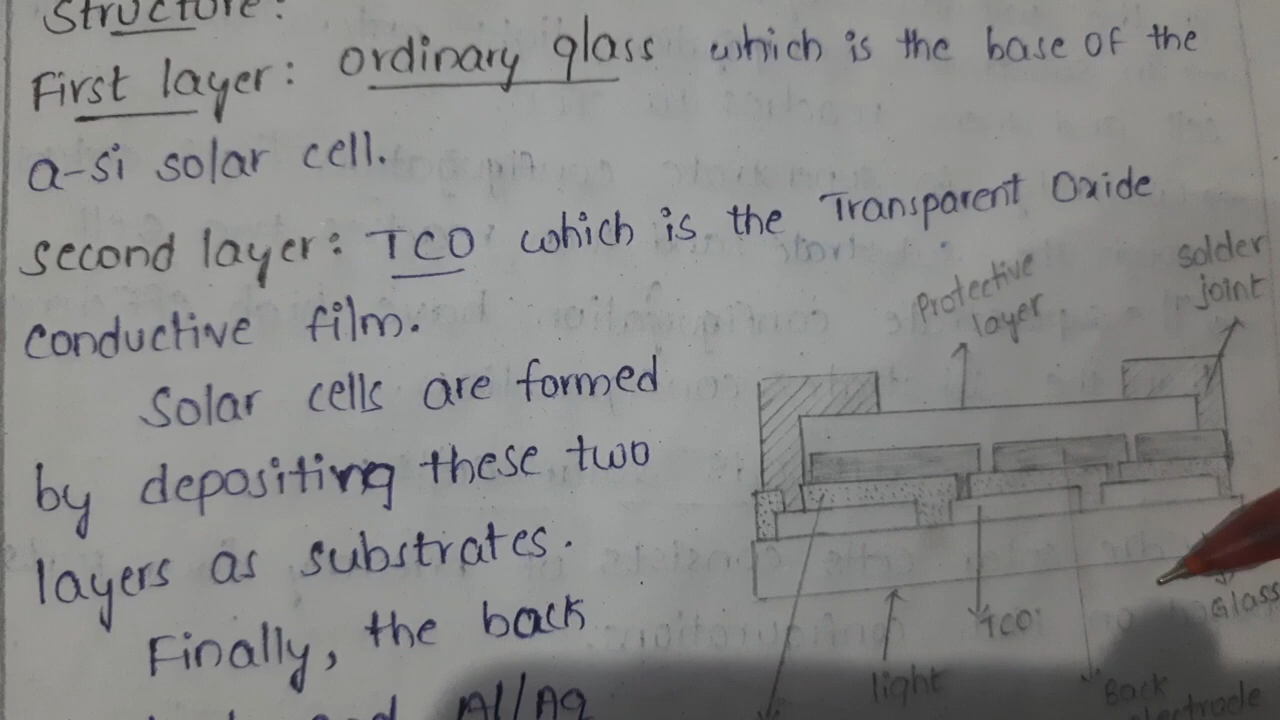 Structure:
First layer: ordinary glass which is the base of the
a-si solar cell.
second layer: TCO which is the Transparent Oxide
conductive film.
Solar cells are formed
by depositing these two
layers as substrates.
Finally, the back
Al/Ag
Protective
layer
solder
joint
light
TCO
Back
Glass